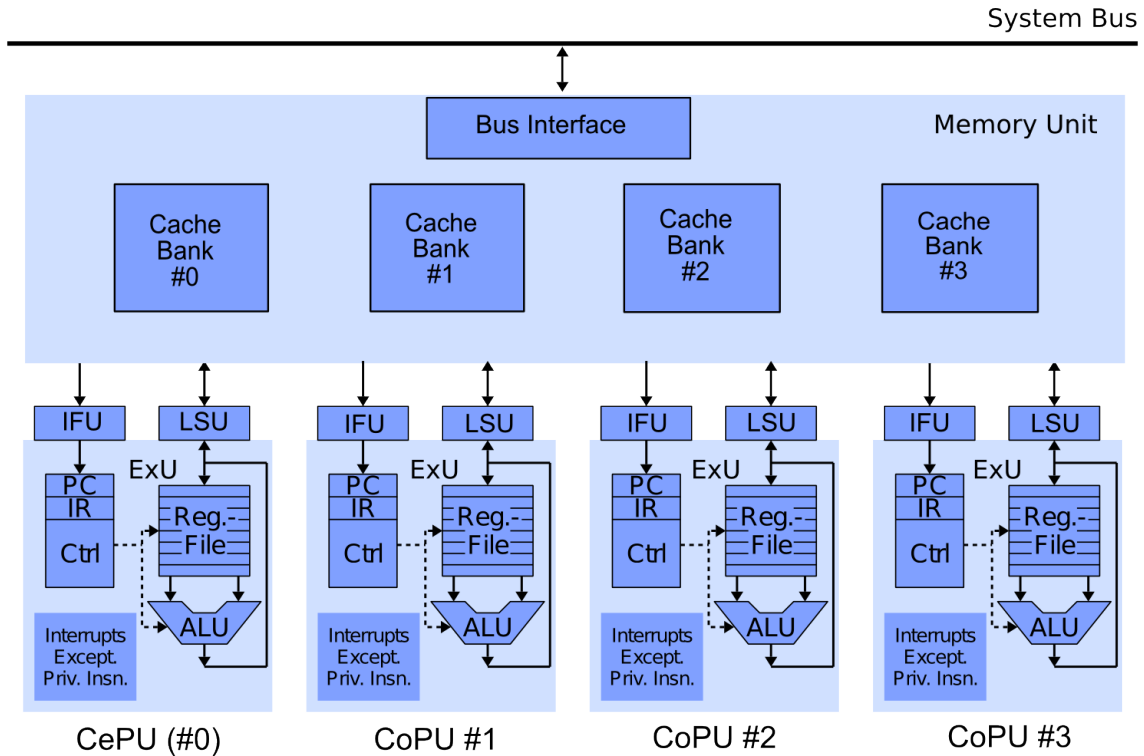 System Bus
Bus Interface
Memory Unit
Cache
Bank
#0
Cache
Bank
#1
Cache
Bank
#2
Cache
Bank
#3
IFU
LSU
IFU
LSU
IFU
LSU
IFU
LSU
ExU
PC
IR
Ctrl
Reg.-
File
ALU
Interrupts
Except.
Priv. Insn.
CePU (#0)
ExU
PC
IR
Ctrl
Reg.-
File
ALU
Interrupts
Except.
Priv. Insn.
CoPU #1
ExU
PC
IR
Ctrl
Reg.-
File
ALU
Interrupts
Except.
Priv. Insn.
CoPU #2
ExU
PC
IR
Ctrl
Reg.-
File
ALU
Interrupts
Except.
Priv. Insn.
CoPU #3